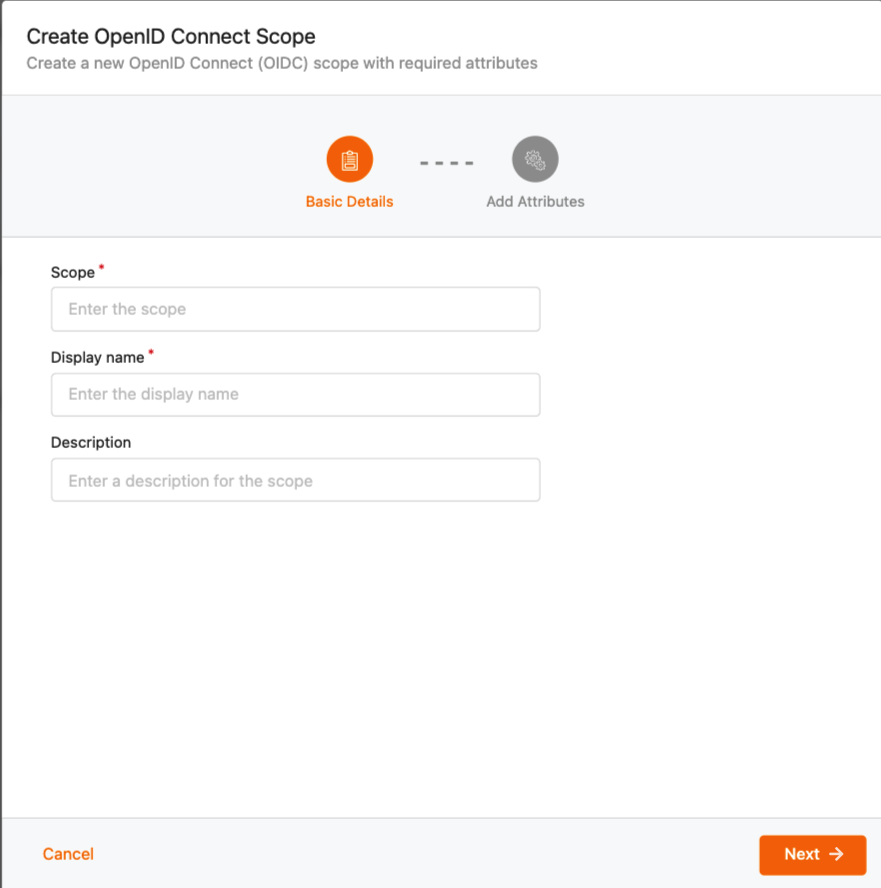 Create OpenID Connect Scope
Create a new OpenID Connect (OIDC) scope with required attributes
Basic Details
Add Attributes
Scope *
Enter the scope
Display name *
Enter the display name
Description
Enter a description for the scope
Cancel
Next →